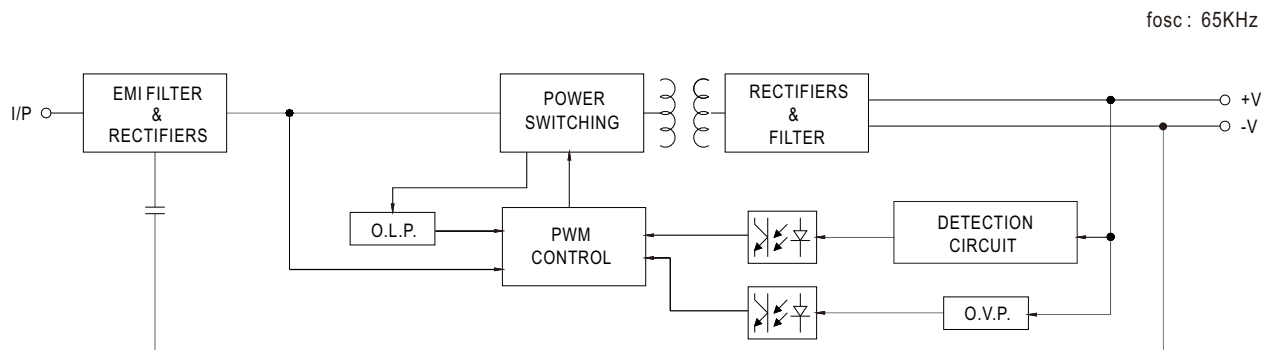 fosc : 65KHz
I/P
EMI FILTER
&
RECTIFIERS
POWER
SWITCHING
RECTIFIERS
&
FILTER
+V
-V
O.L.P.
PWM
CONTROL
DETECTION
CIRCUIT
O.V.P.